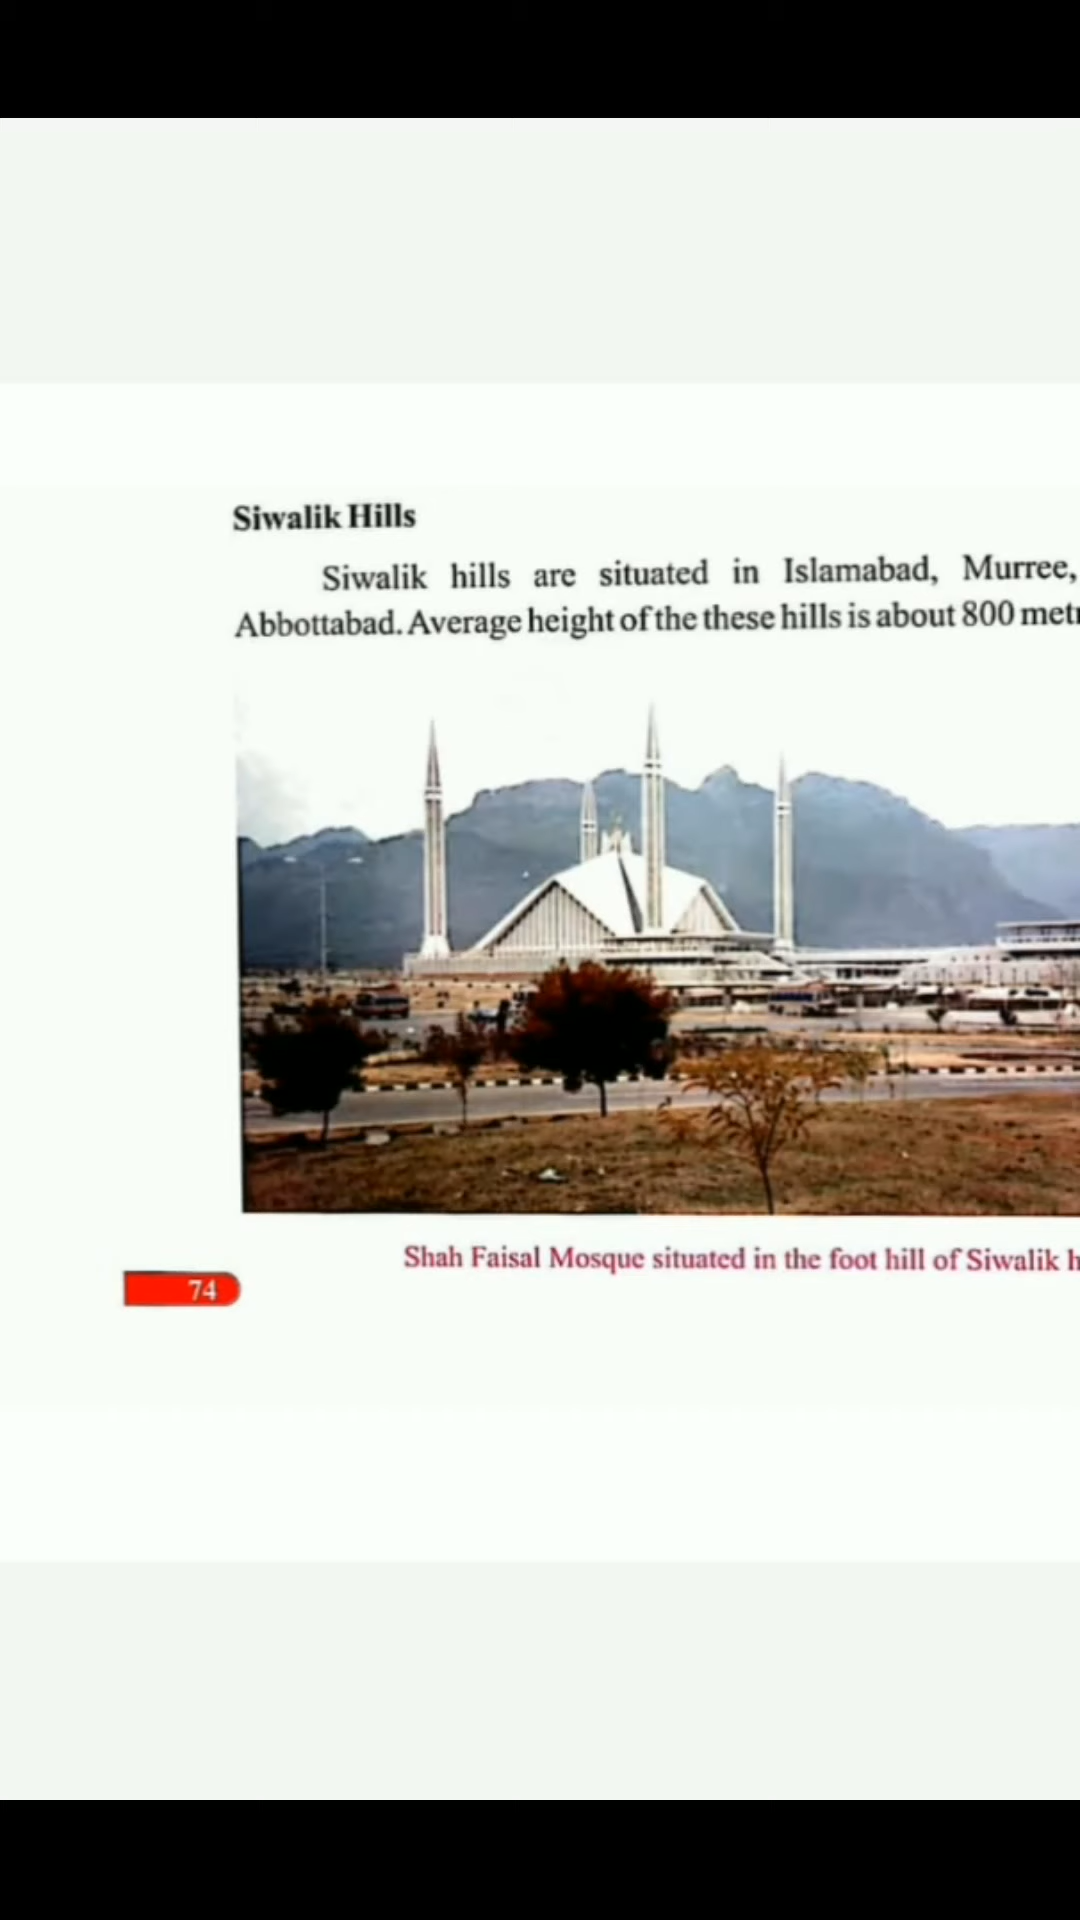 Siwalik Hills
Siwalik hills are situated in Islamabad, Murree,
Abbottabad. Average height of the these hills is about 800 met
Shah Faisal Mosque situated in the foot hill of Siwalik h
74